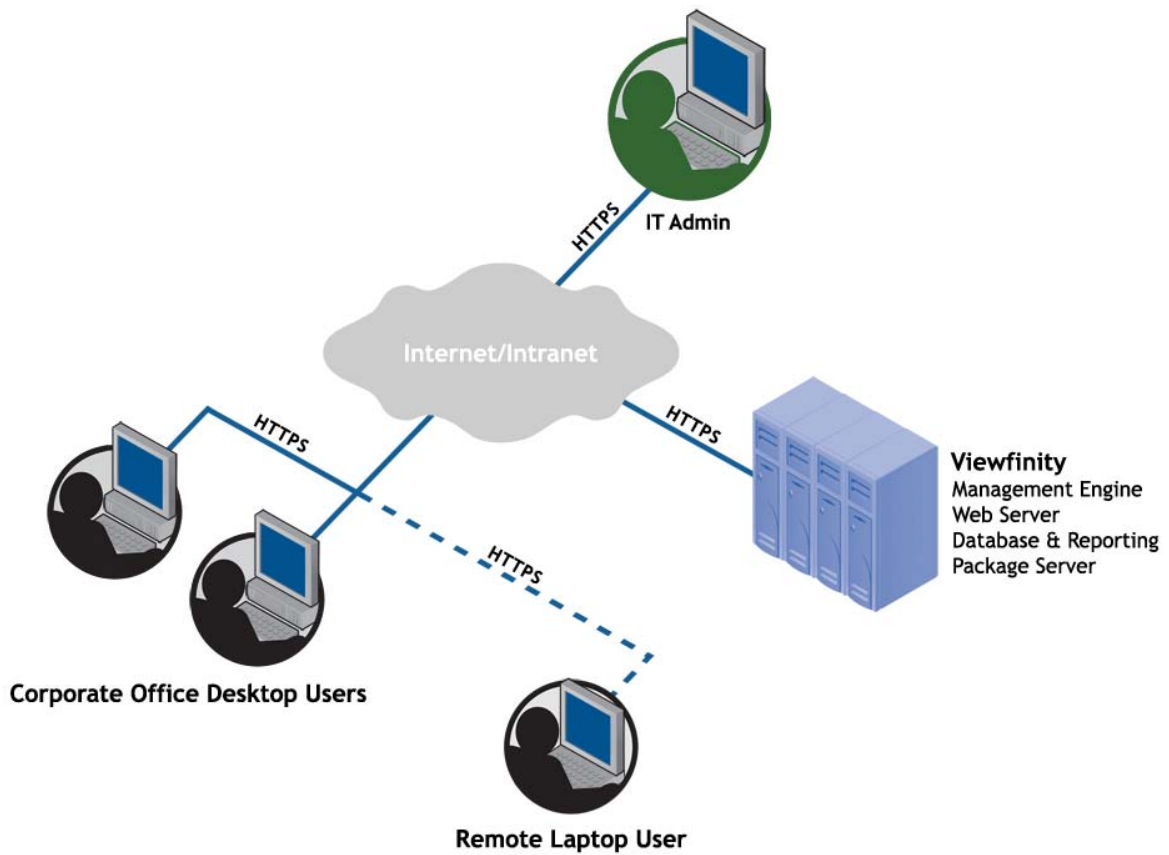 IT Admin
HTTPS
Internet/Intranet
HTTPS
HTTPS
Viewfinity
Management Engine
Web Server
Database & Reporting
Package Server
HTTPS
Corporate Office Desktop Users
Remote Laptop User